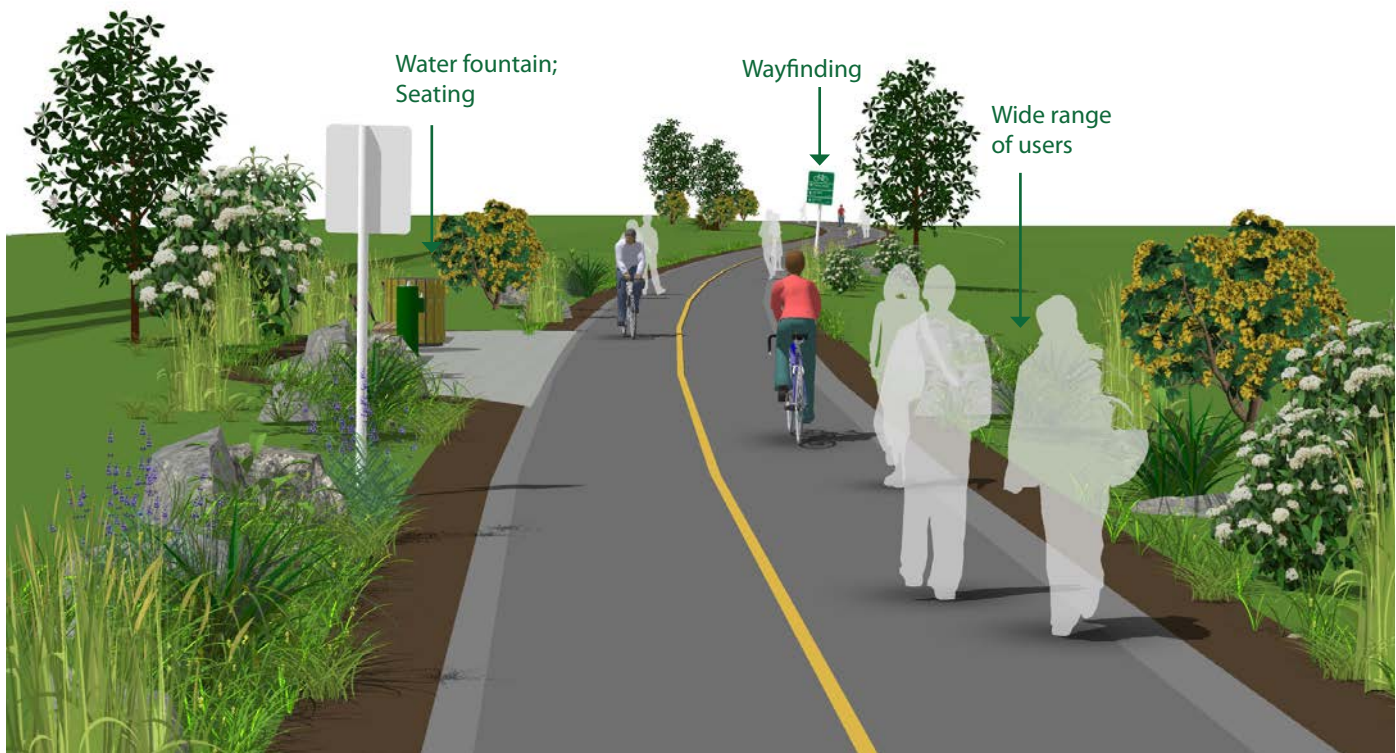 Water fountain;
Seating
Wayfinding
Wide range
of users